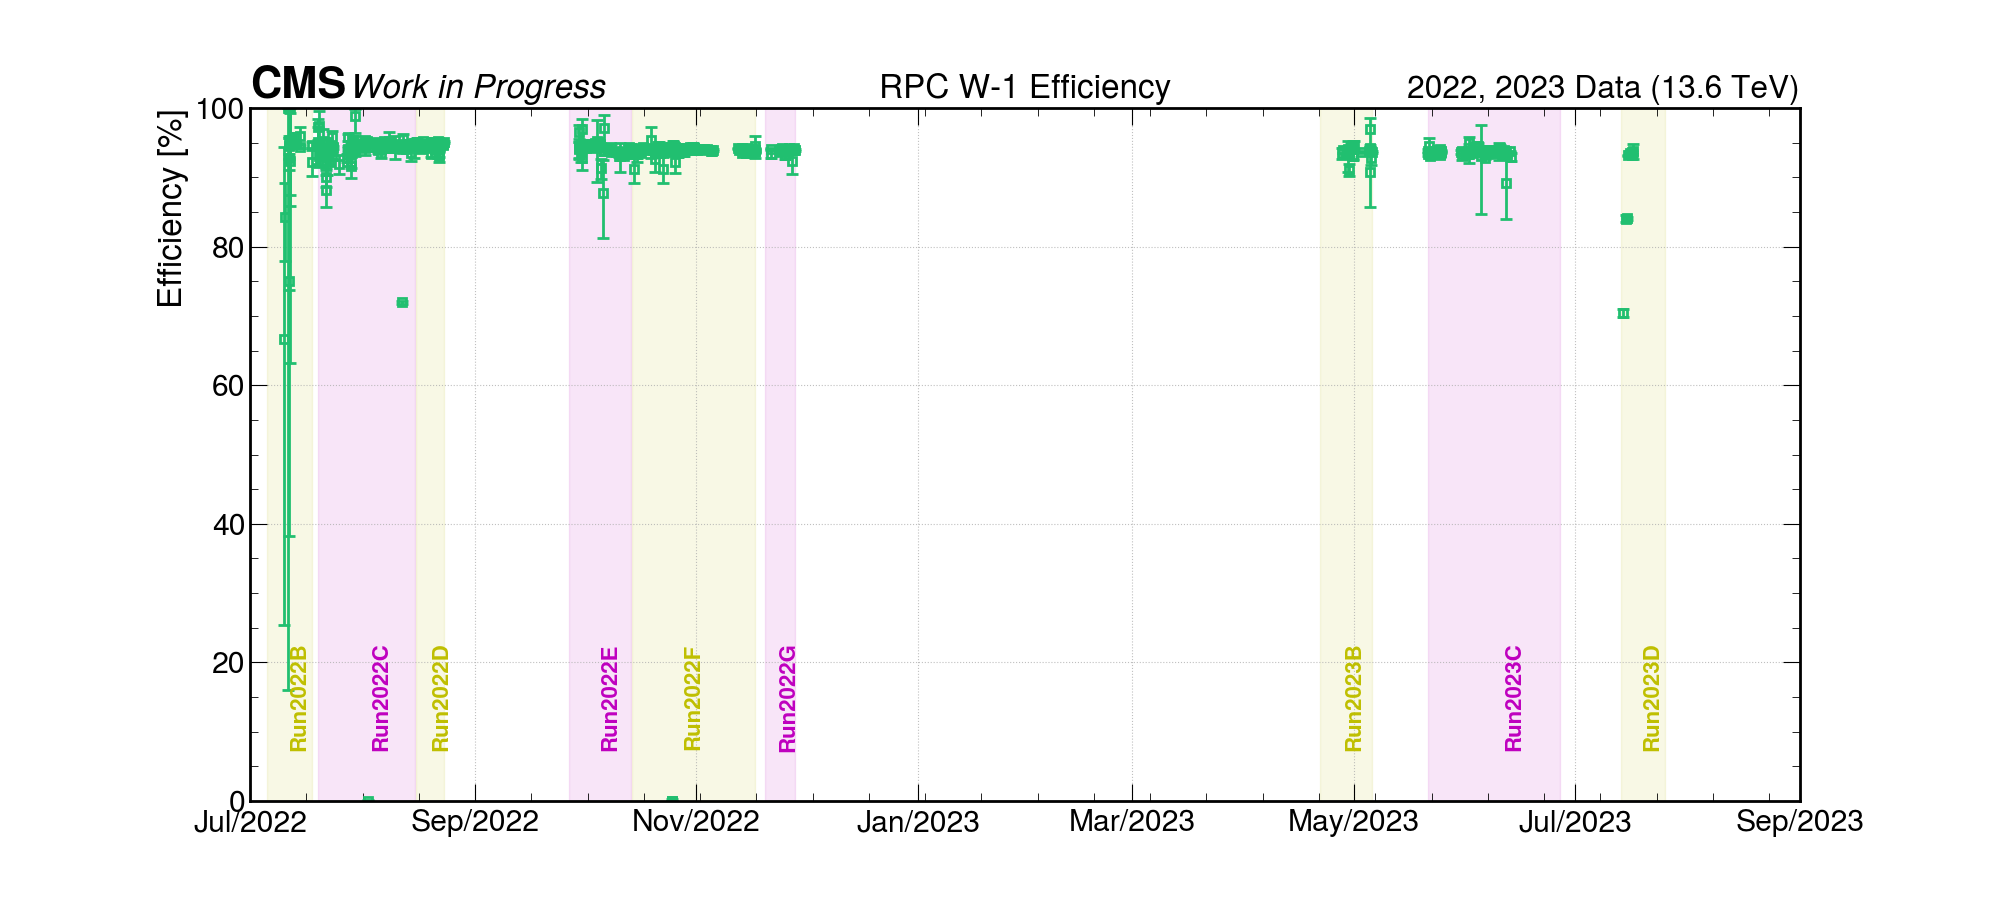 CMS Work in Progress RPC W-1 Efficiency 2022, 2023 Data (13.6 TeV)
Efficiency [%]
100
80
60
40
20
0
Run2022B Run2022C Run2022D Run2022E Run2022F Run2022G Run2023B Run2023C Run2023D
Jul/2022 Sep/2022 Nov/2022 Jan/2023 Mar/2023 May/2023 Jul/2023 Sep/2023